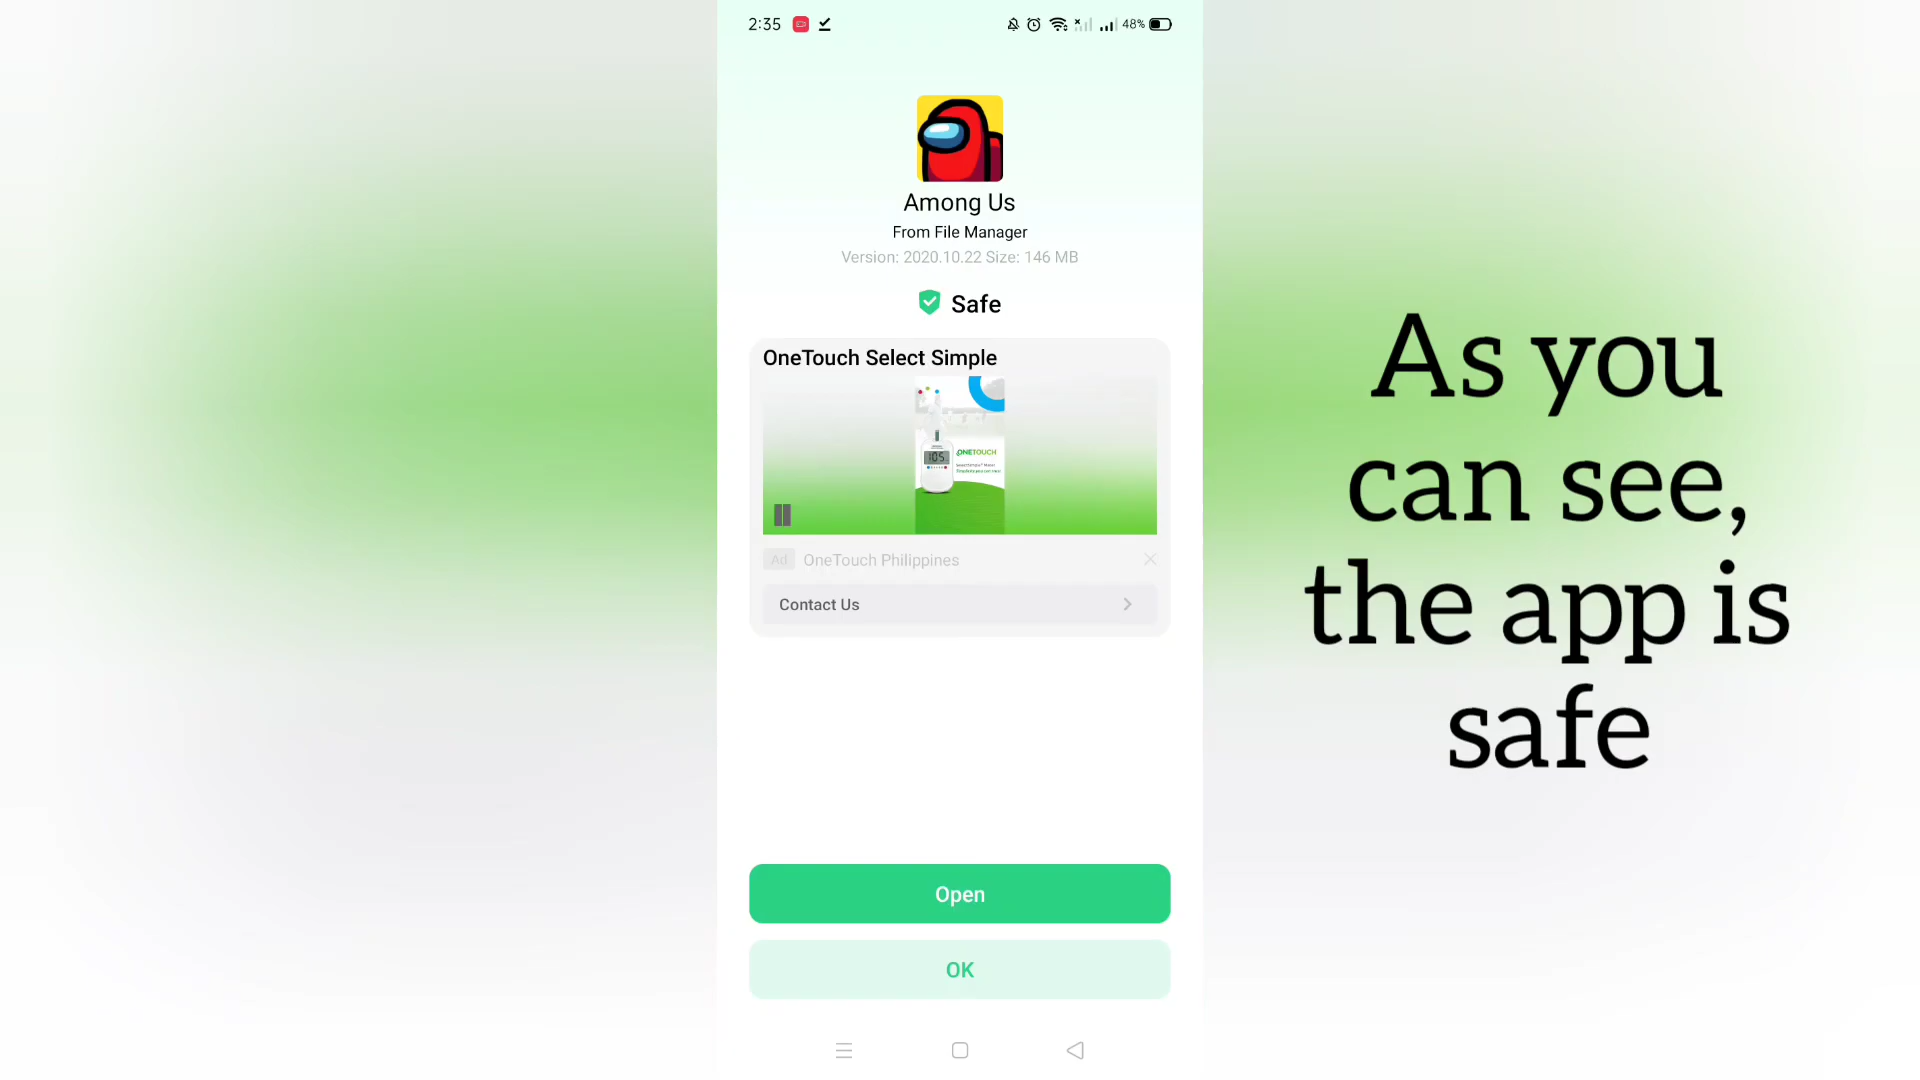 2:35
48%
Among Us
From File Manager
Version: 2020.10.22 Size: 146 MB
Safe
OneTouch Select Simple
105
ONETOUCH
Ad OneTouch Philippines
Contact Us
Open
OK
As you
can see,
the app is
safe